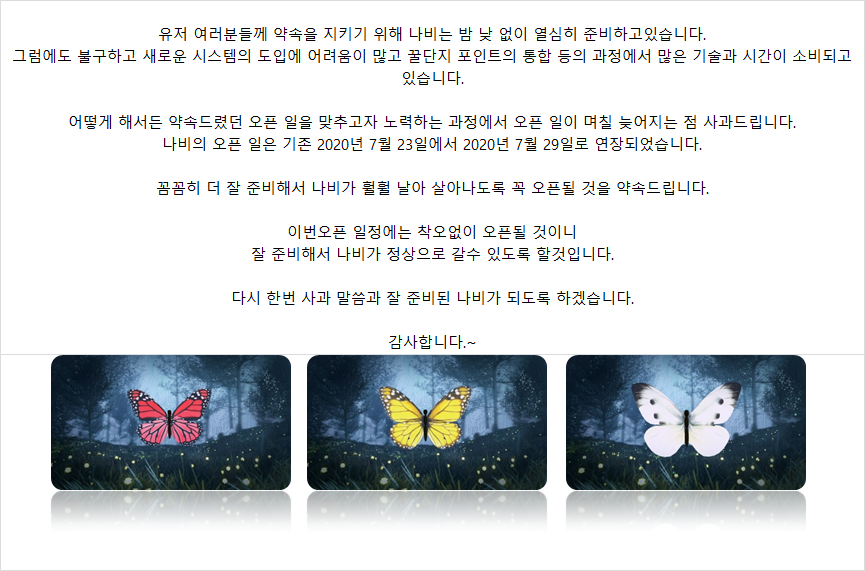 유저 여러분들께 약속을 지키기 위해 나비는 밤 낮 없이 열심히 준비하고있습니다.
그럼에도 불구하고 새로운 시스템의 도입에 어려움이 많고 꿀단지 포인트의 통합 등의 과정에서 많은 기술과 시간이 소비되고
있습니다.
어떻게 해서든 약속드렸던 오픈 일을 맞추고자 노력하는 과정에서 오픈 일이 며칠 늦어지는 점 사과드립니다.
나비의 오픈 일은 기존 2020년 7월 23일에서 2020년 7월 29일로 연장되었습니다.
꼼꼼히 더 잘 준비해서 나비가 훨훨 날아 살아나도록 꼭 오픈될 것을 약속드립니다.
이번오픈 일정에는 착오없이 오픈될 것이니
잘 준비해서 나비가 정상으로 갈수 있도록 할것입니다.
다시 한번 사과 말씀과 잘 준비된 나비가 되도록 하겠습니다.
감사합니다.~